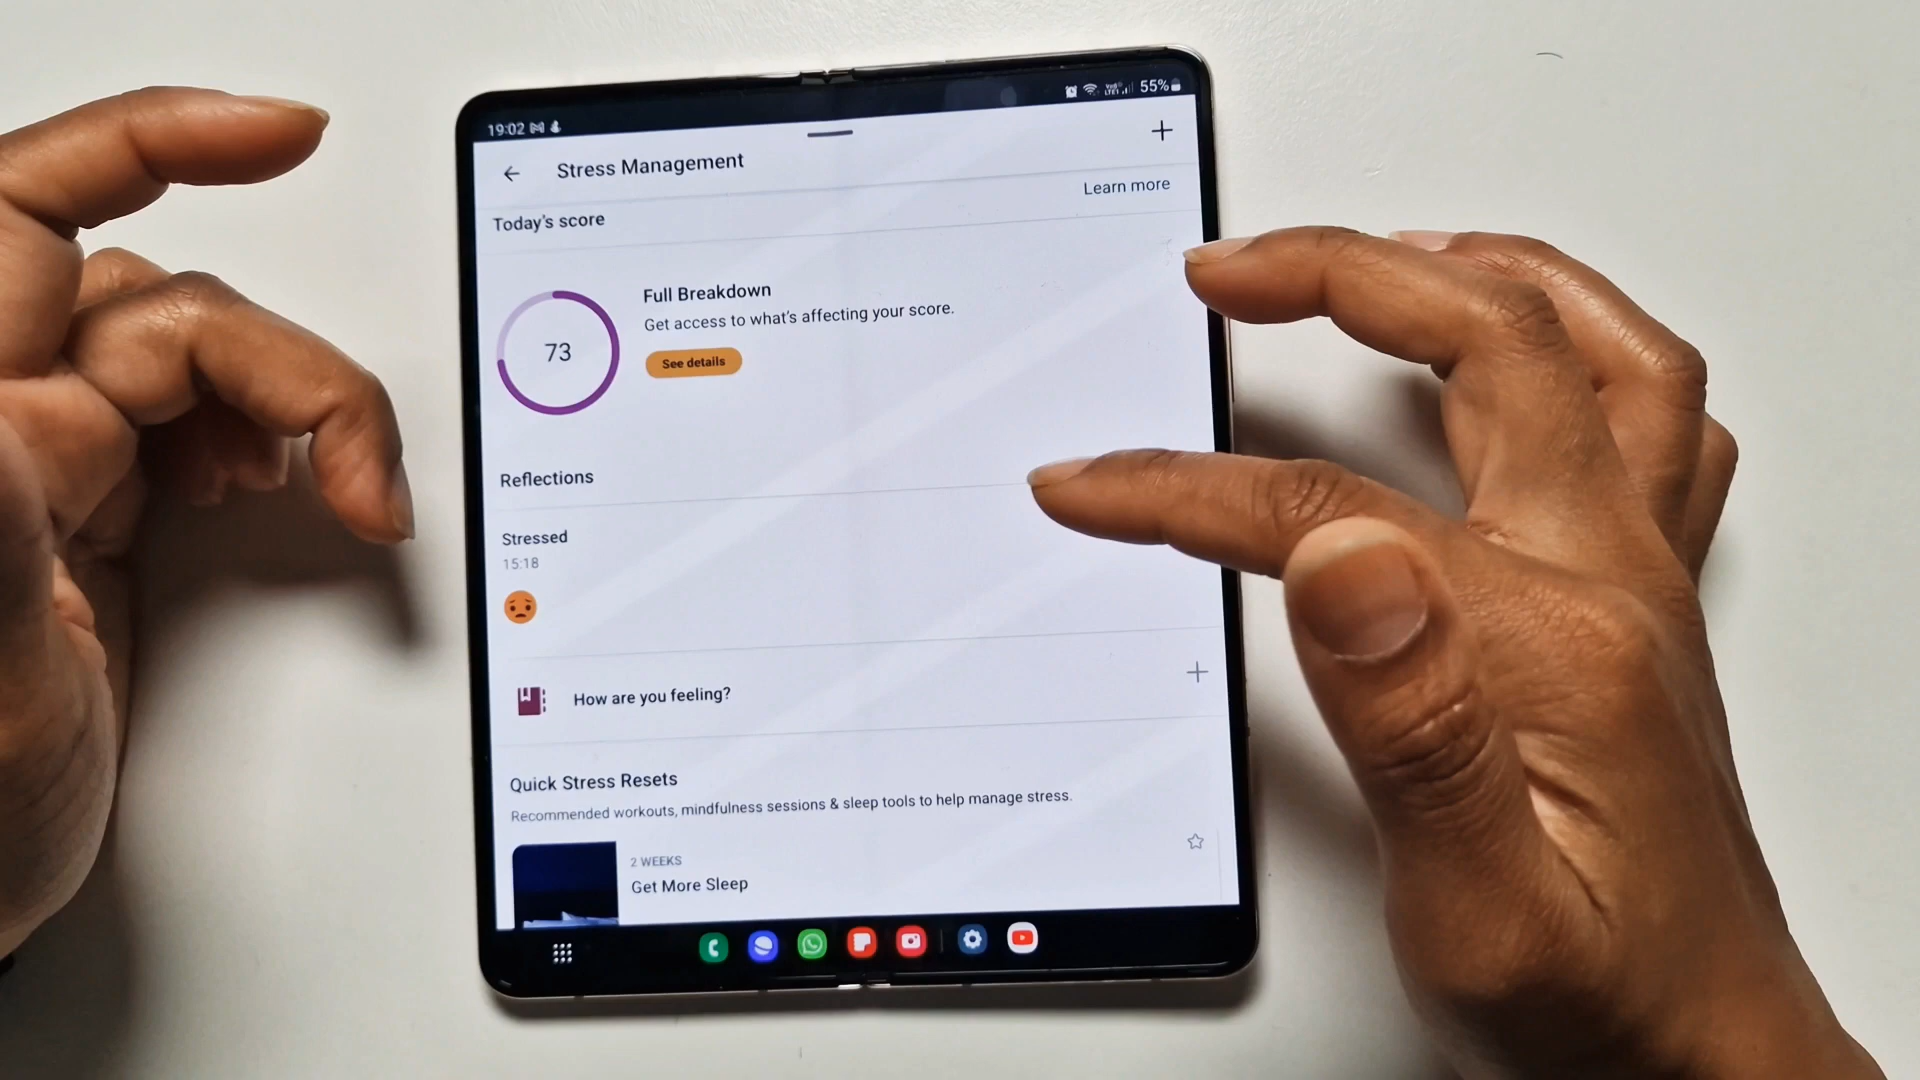 19:02
55%
Stress Management
Learn more
Today's score
Full Breakdown
Get access to what's affecting your score.
73
See details
Reflections
Stressed
15:18
How are you feeling?
Quick Stress Resets
Recommended workouts, mindfulness sessions & sleep tools to help manage stress.
2 WEEKS
Get More Sleep